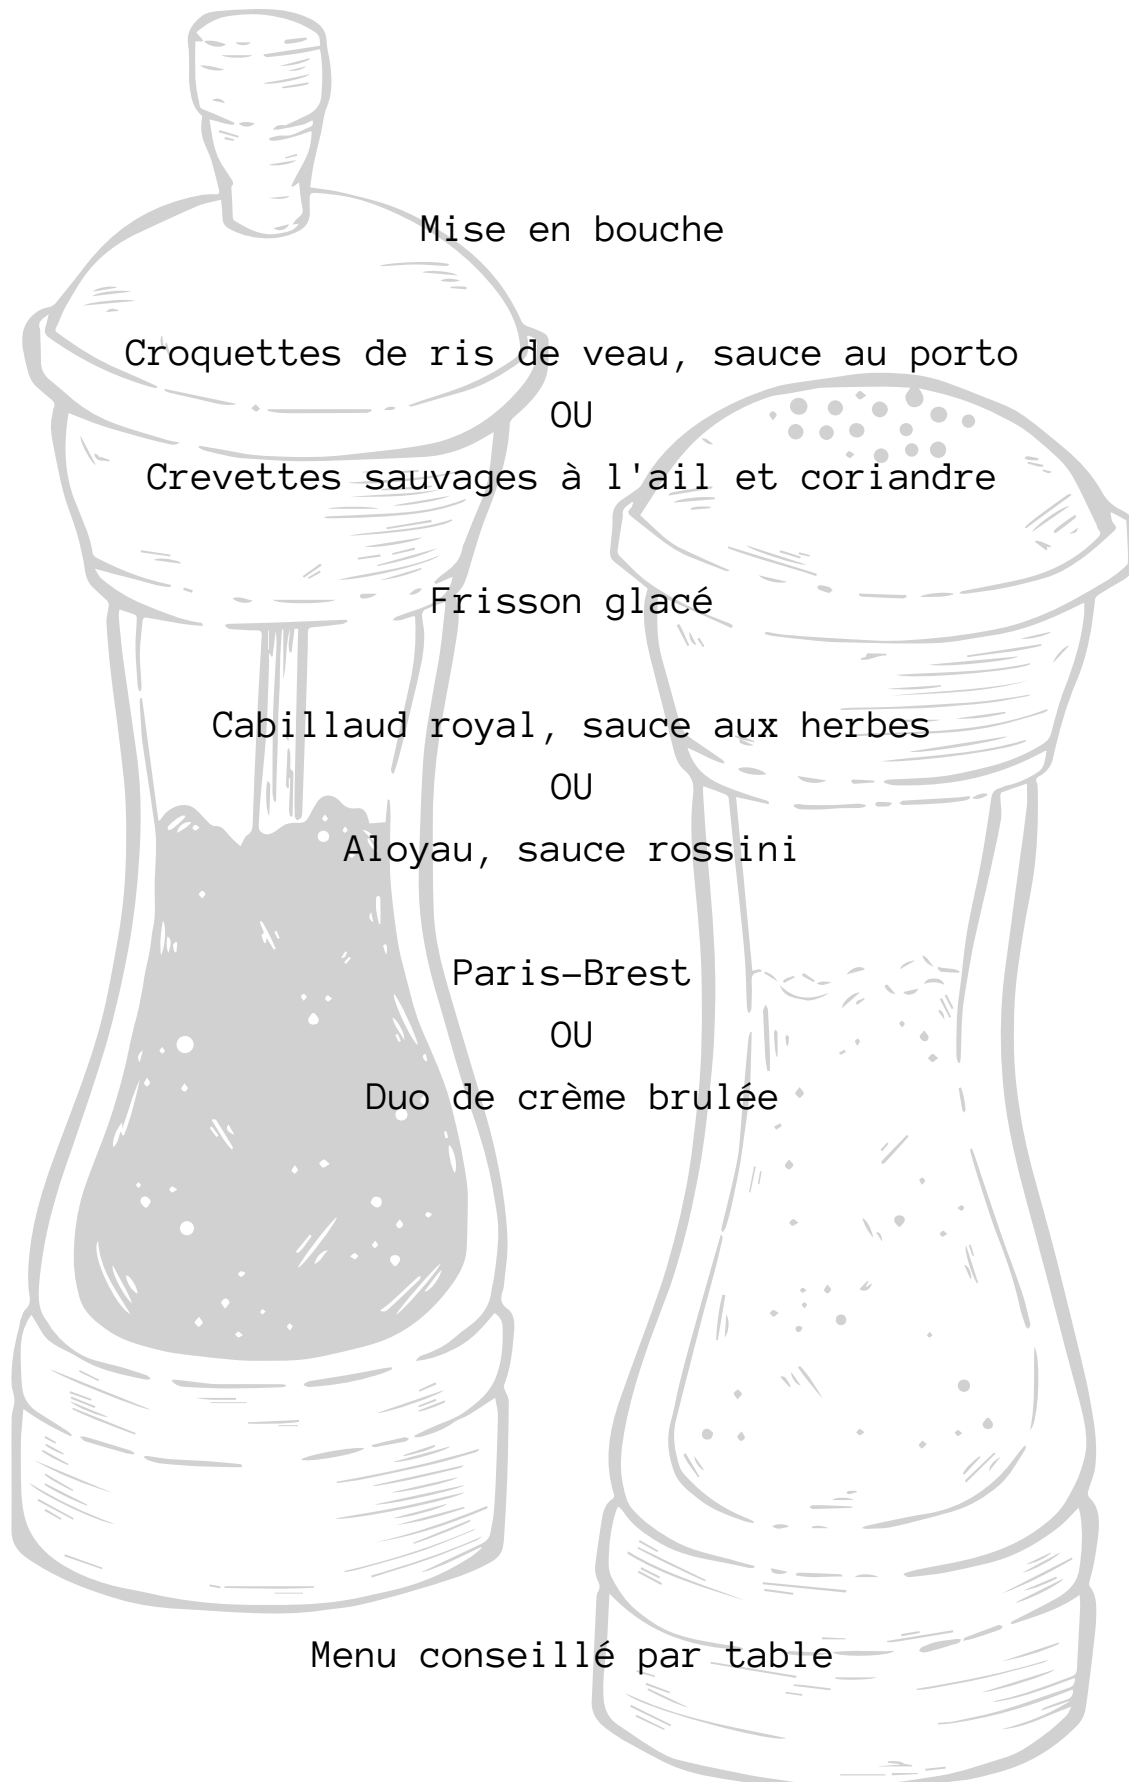 Mise en bouche
Croquettes de ris de veau, sauce au porto
OU
Crevettes sauvages à l'ail et coriandre
Frisson glacé
Cabillaud royal, sauce aux herbes
OU
Aloyau, sauce rossini
Paris-Brest
OU
Duo de crème brulée
Menu conseillé par table